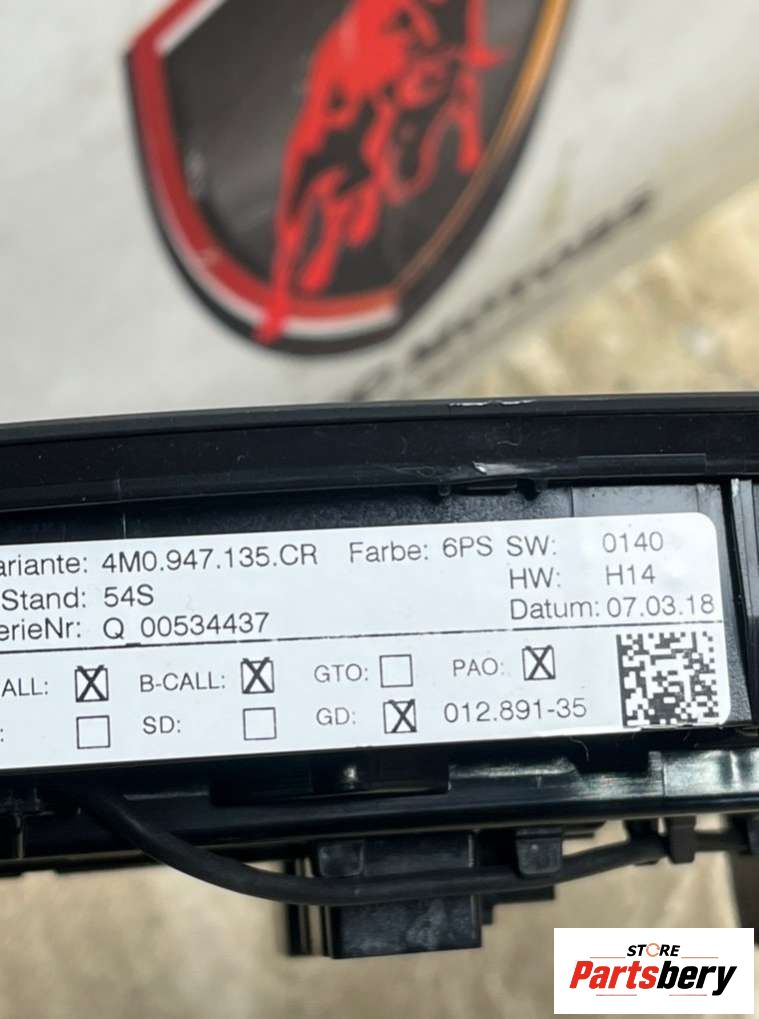 ariante: 4M0.947.135.CR Farbe: 6PS SW: 0140
HW: H14
Stand: 54S
Datum: 07.03.18
erieNr: Q_00534437
ALL: B-CALL: GTO: PAO:
: SD: GD: 012.891-35
STORE
Partsbery